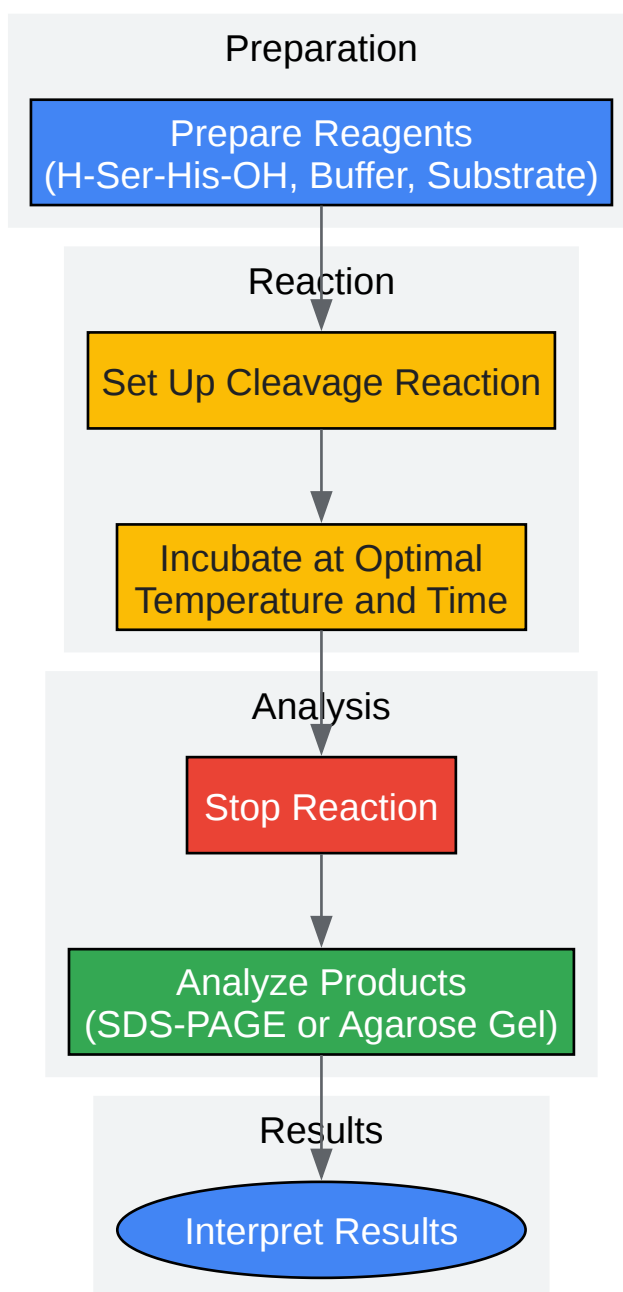 Preparation
Prepare Reagents
(H-Ser-His-OH, Buffer, Substrate)
Reaction
Set Up Cleavage Reaction
Incubate at Optimal
Temperature and Time
Analysis
Stop Reaction
Analyze Products
(SDS-PAGE or Agarose Gel)
Results
Interpret Results